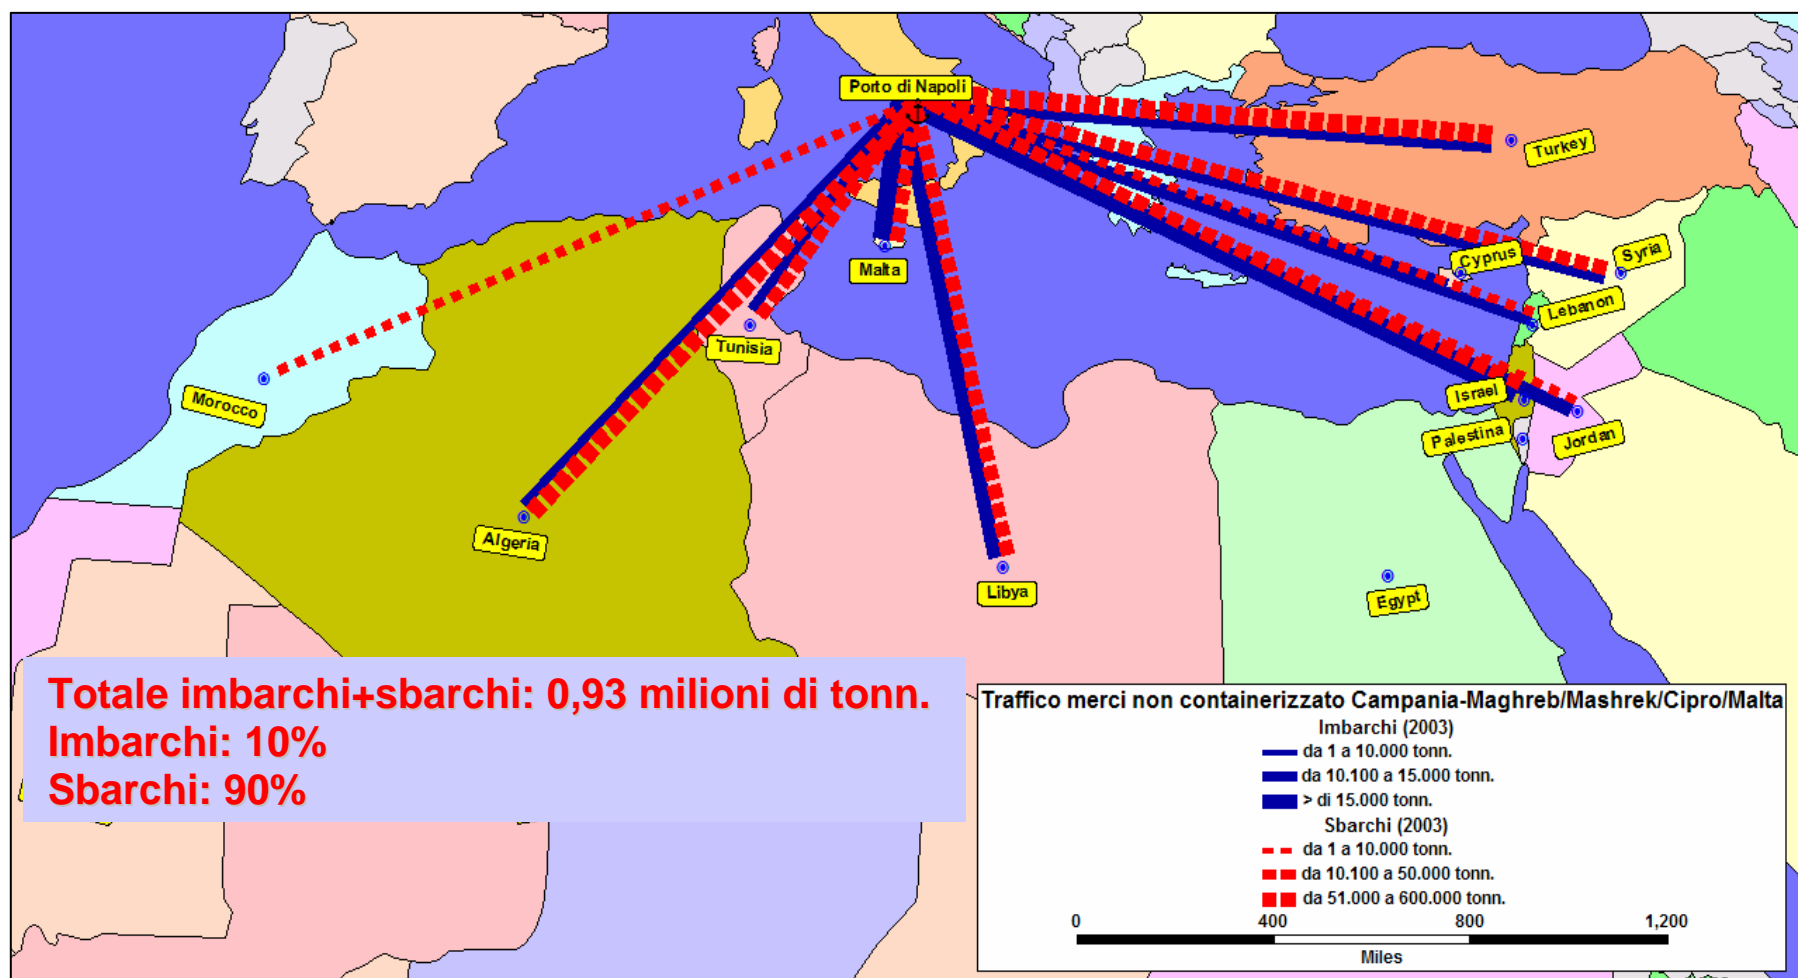 Porto di Napoli
Turkey
Malta
Cyprus
Syria
Lebanon
Tunisia
Morocco
Israel
Palestina
Jordan
Algeria
Libya
Egypt
Totale imbarchi+sbarchi: 0,93 milioni di tonn.
Imbarchi: 10%
Sbarchi: 90%
Traffico merci non containerizzato Campania-Maghreb/Mashrek/Cipro/Malta
Imbarchi (2003)
da 1 a 10.000 tonn.
da 10.100 a 15.000 tonn.
> di 15.000 tonn.
Sbarchi (2003)
da 1 a 10.000 tonn.
da 10.100 a 50.000 tonn.
da 51.000 a 600.000 tonn.
0 400 800 1,200
Miles